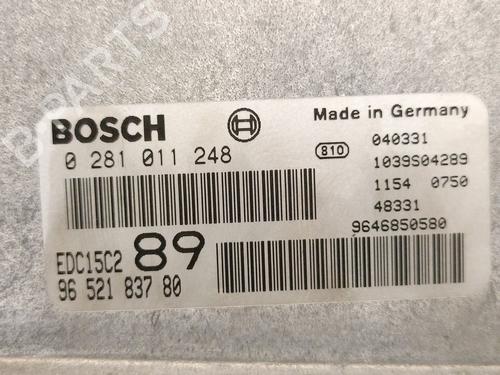 BOSCH
Made in Germany
0 281 011 248
810
040331
1039S04289
1154 0750
48331
9646850580
EDC15C2 89
96 521 837 80
B-PARTS